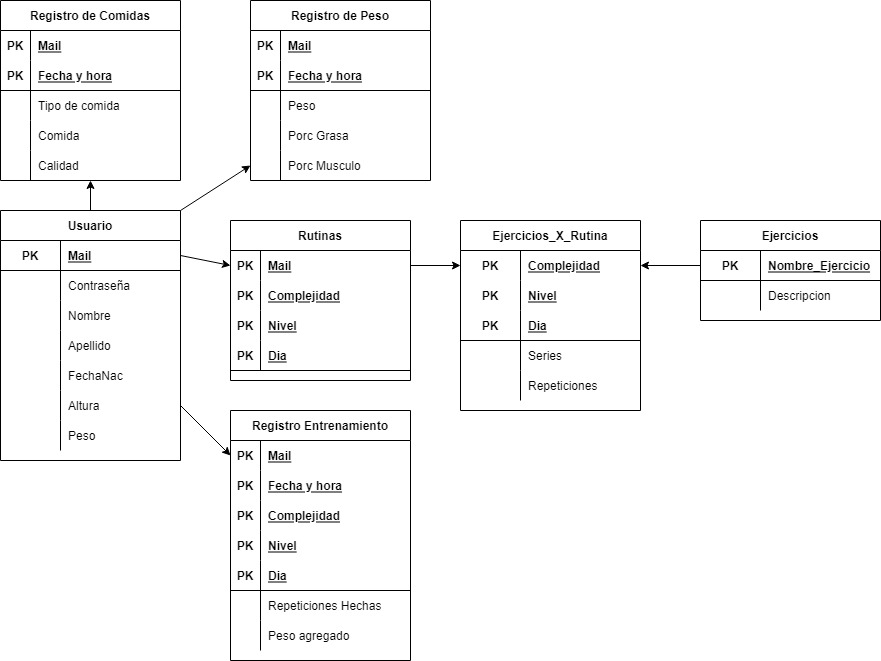 Registro de Comidas
PK Mail
PK Fecha y hora
Tipo de comida
Comida
Calidad
Registro de Peso
PK Mail
PK Fecha y hora
Peso
Porc Grasa
Porc Musculo
Usuario
PK Mail
Contraseña
Nombre
Apellido
FechaNac
Altura
Peso
Rutinas
PK Mail
PK Complejidad
PK Nivel
PK Dia
Ejercicios_X_Rutina
PK Complejidad
PK Nivel
PK Dia
Series
Repeticiones
Ejercicios
PK Nombre_Ejercicio
Descripcion
Registro Entrenamiento
PK Mail
PK Fecha y hora
PK Complejidad
PK Nivel
PK Dia
Repeticiones Hechas
Peso agregado